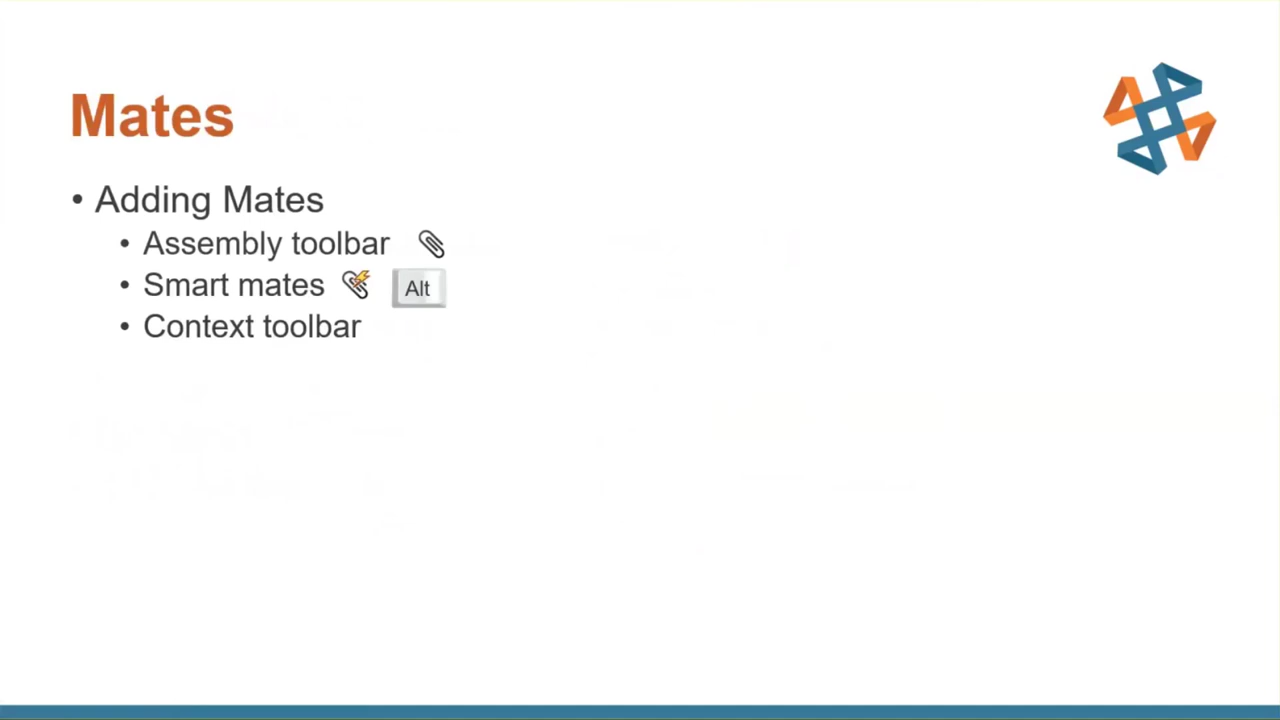 Mates
• Adding Mates
• Assembly toolbar
• Smart mates Alt
• Context toolbar